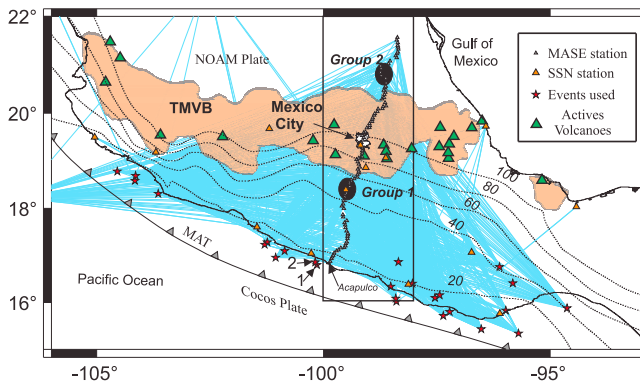 22°
20°
18°
16°
-105°
-100°
-95°
NOAM Plate
Group 2
Gulf of
Mexico
TMVB
Mexico
City
Group 1
100
80
60
40
20
MAT
2
1
Acapulco
Pacific Ocean
Cocos Plate
MASE station
SSN station
Events used
Actives
Volcanoes